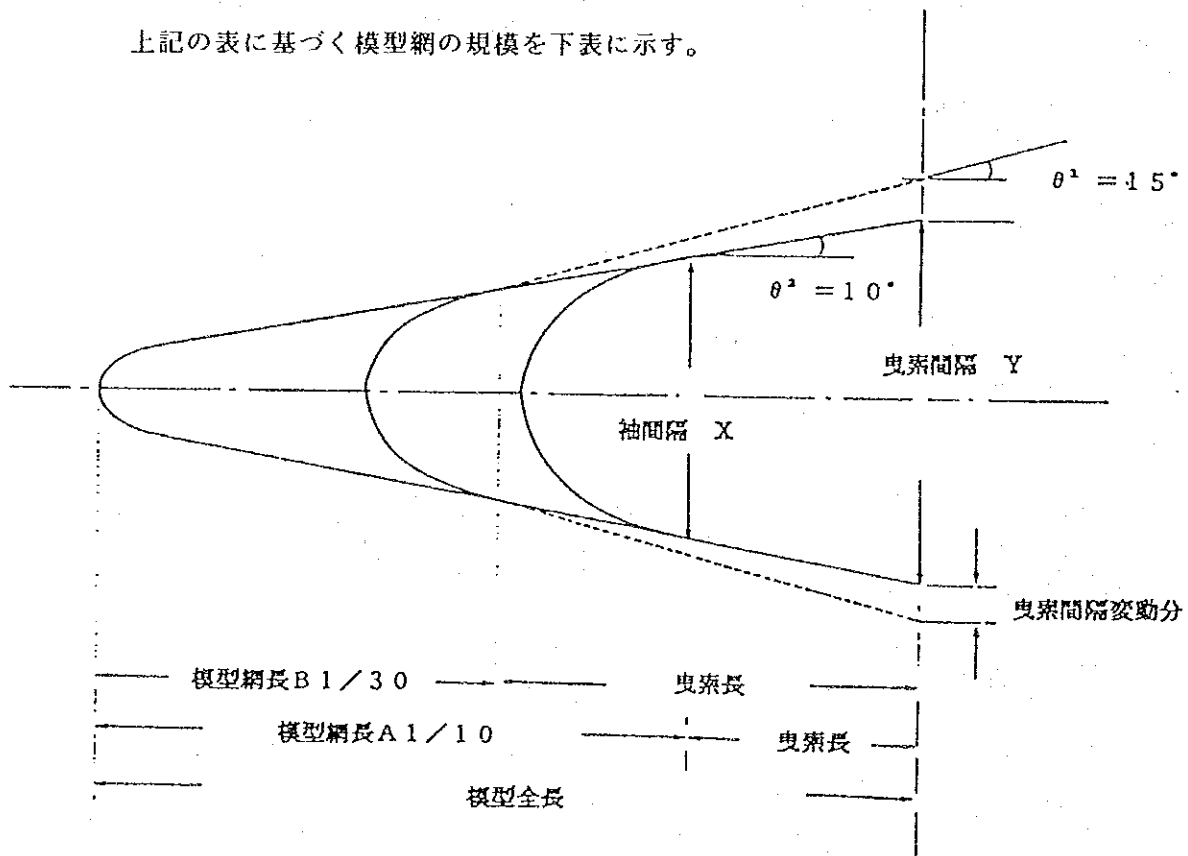 上記の表に基づく模型網の規模を下表に示す。
θ¹ =15°
θ² =10°
曳索間隔 Y
袖間隔 X
曳索間隔変動分
模型網長B1/30
曳索長
模型網長A1/10
曳索長
模型全長